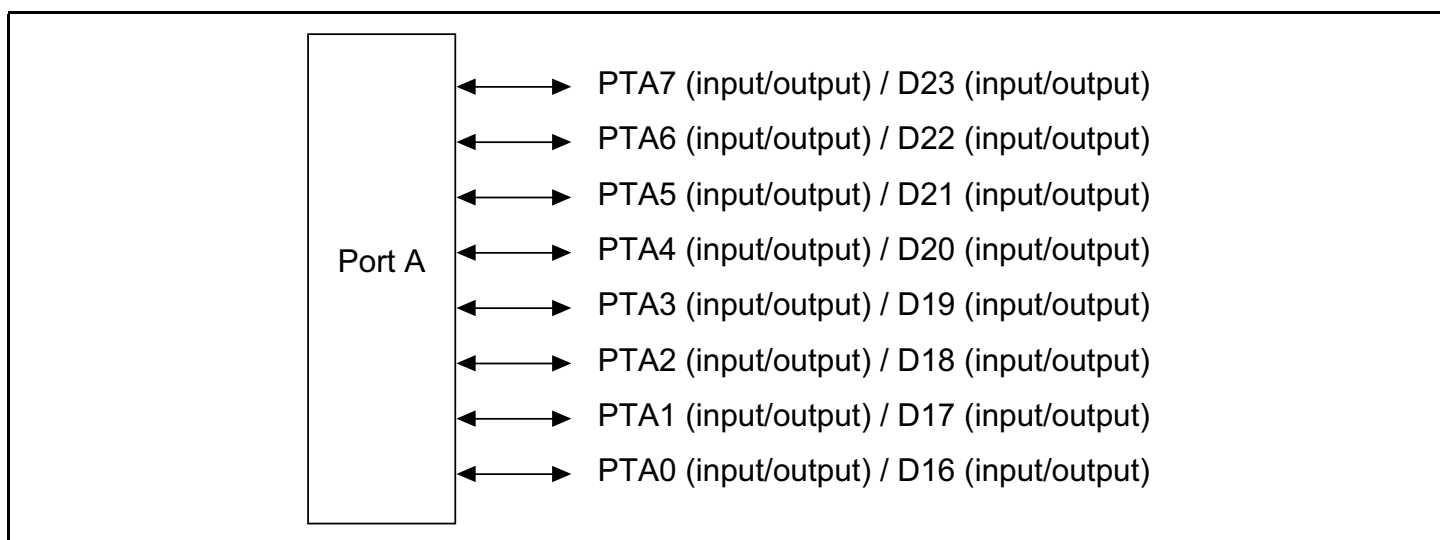 PTA7 (input/output) / D23 (input/output)
PTA6 (input/output) / D22 (input/output)
PTA5 (input/output) / D21 (input/output)
PTA4 (input/output) / D20 (input/output)
Port A
PTA3 (input/output) / D19 (input/output)
PTA2 (input/output) / D18 (input/output)
PTA1 (input/output) / D17 (input/output)
PTA0 (input/output) / D16 (input/output)